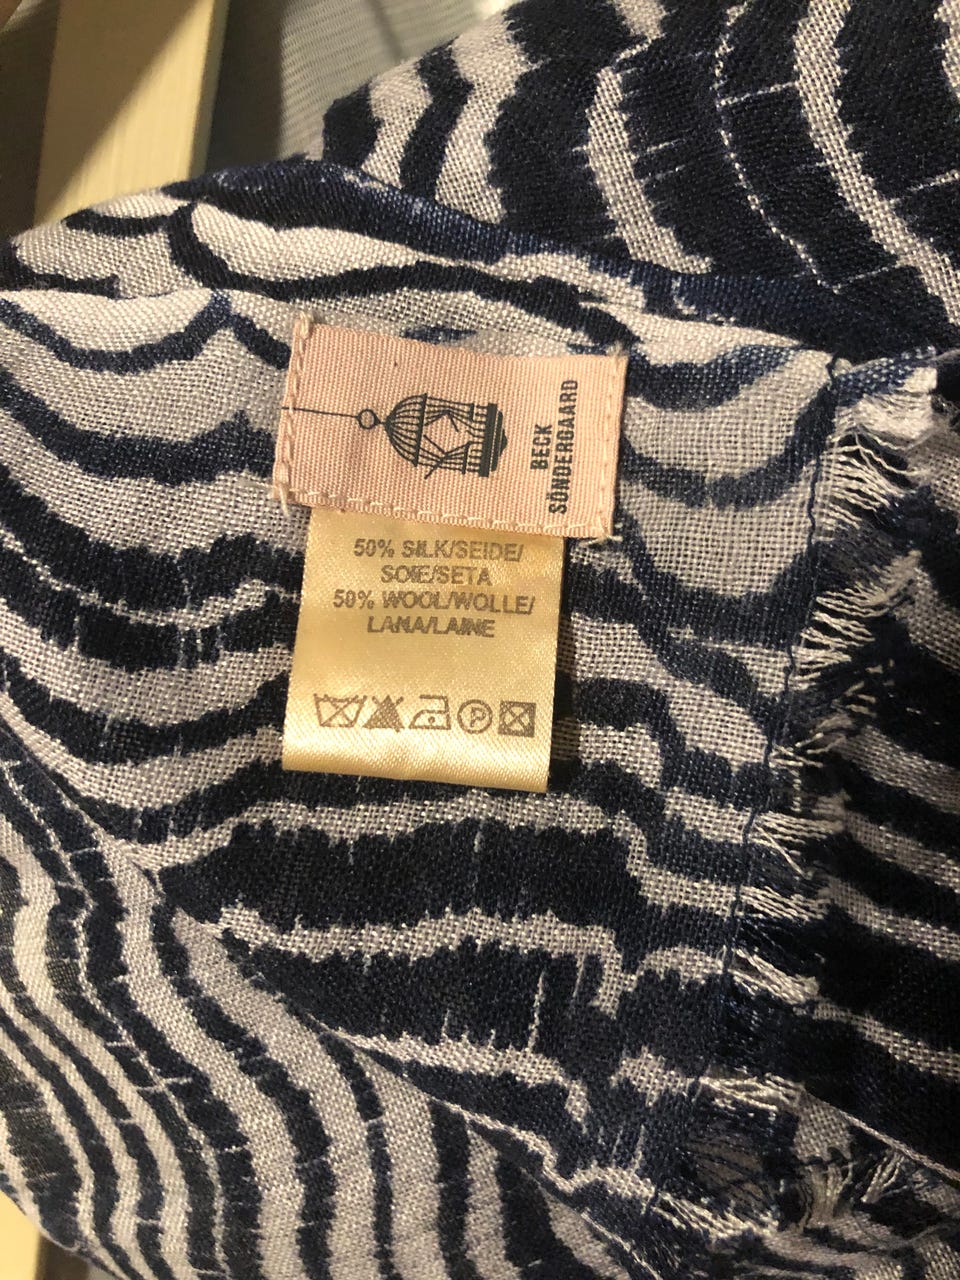 BECK
SÖNDERGAARD
50% SILK/SEIDE/
SOIE/SETA
50% WOOL/WOLLE/
LANA/LAINE
P